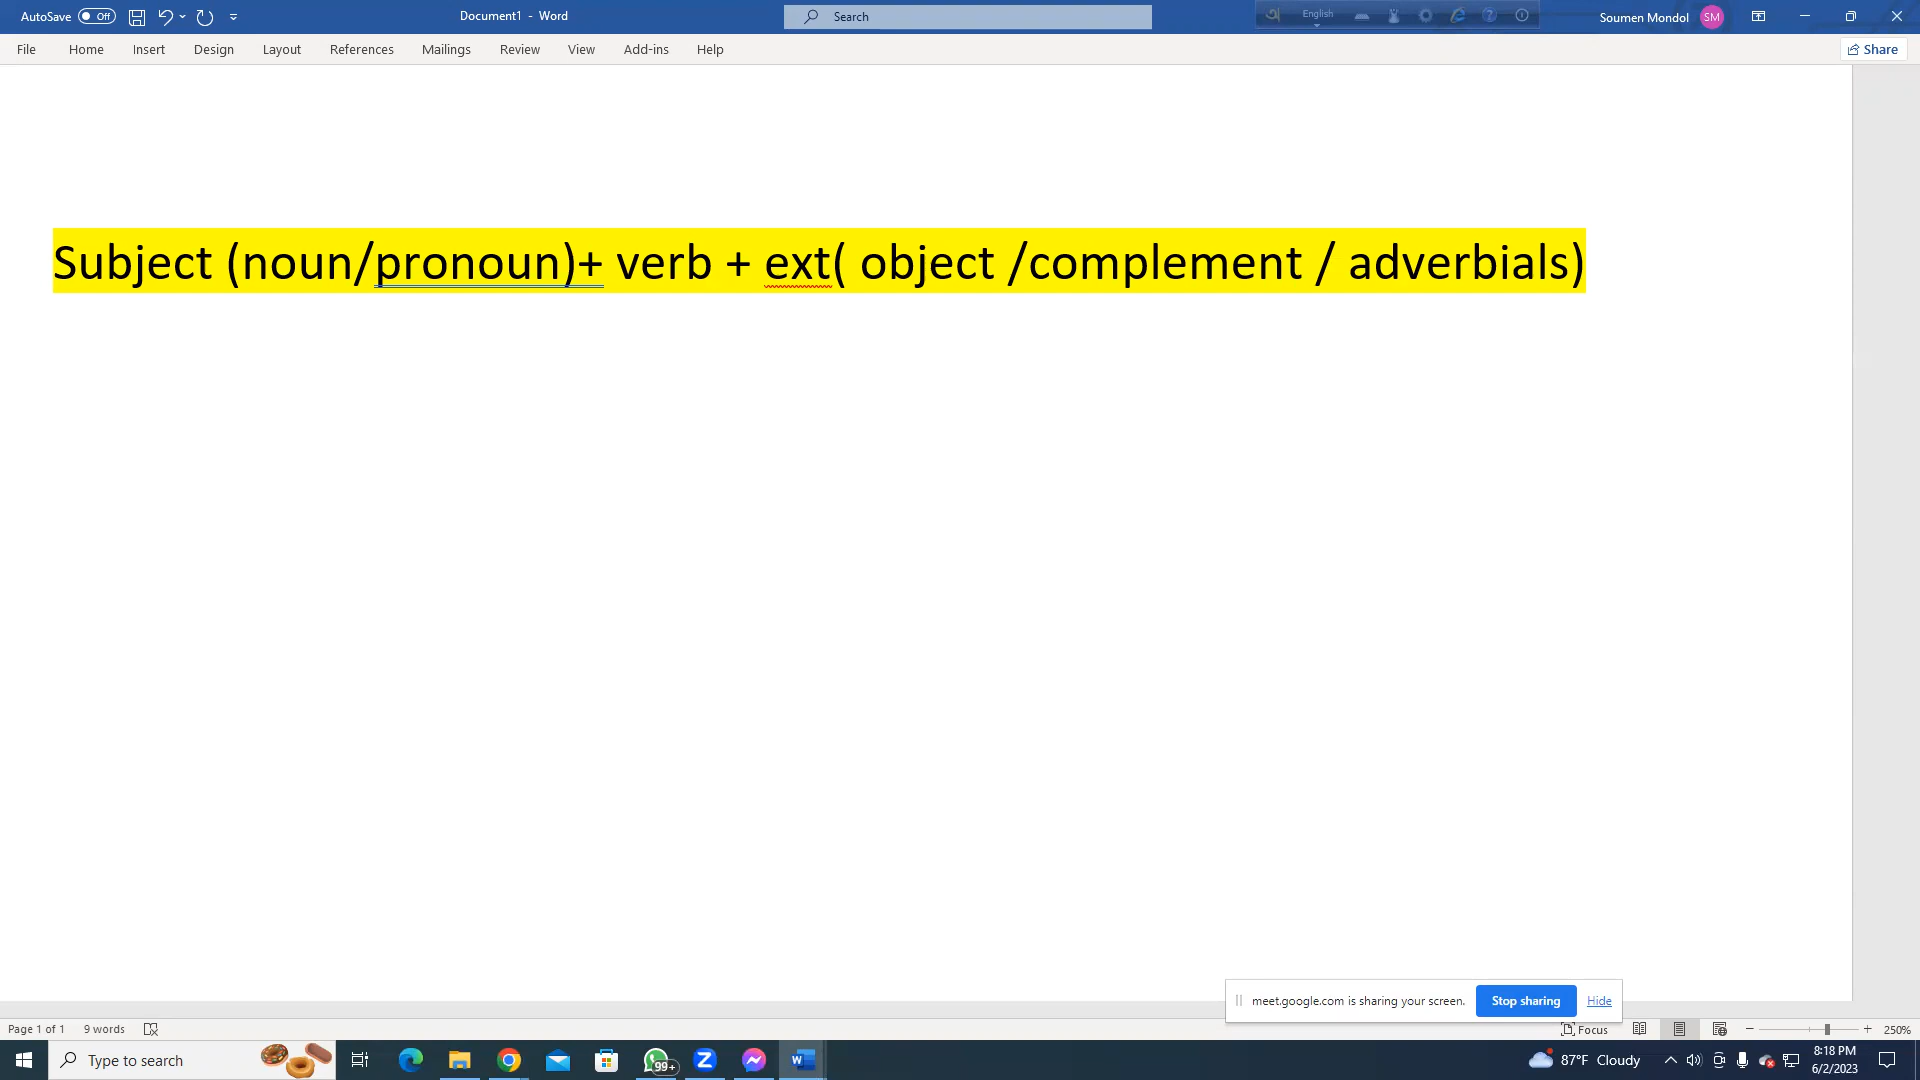 AutoSave Off Document1 - Word Search English Soumen Mondol SM
File Home Insert Design Layout References Mailings Review View Add-ins Help Share
Subject (noun/pronoun)+ verb + ext( object /complement / adverbials)
meet.google.com is sharing your screen. Stop sharing Hide
Page 1 of 1 9 words Focus 250%
Type to search 99+ 87°F Cloudy 8:18 PM
6/2/2023